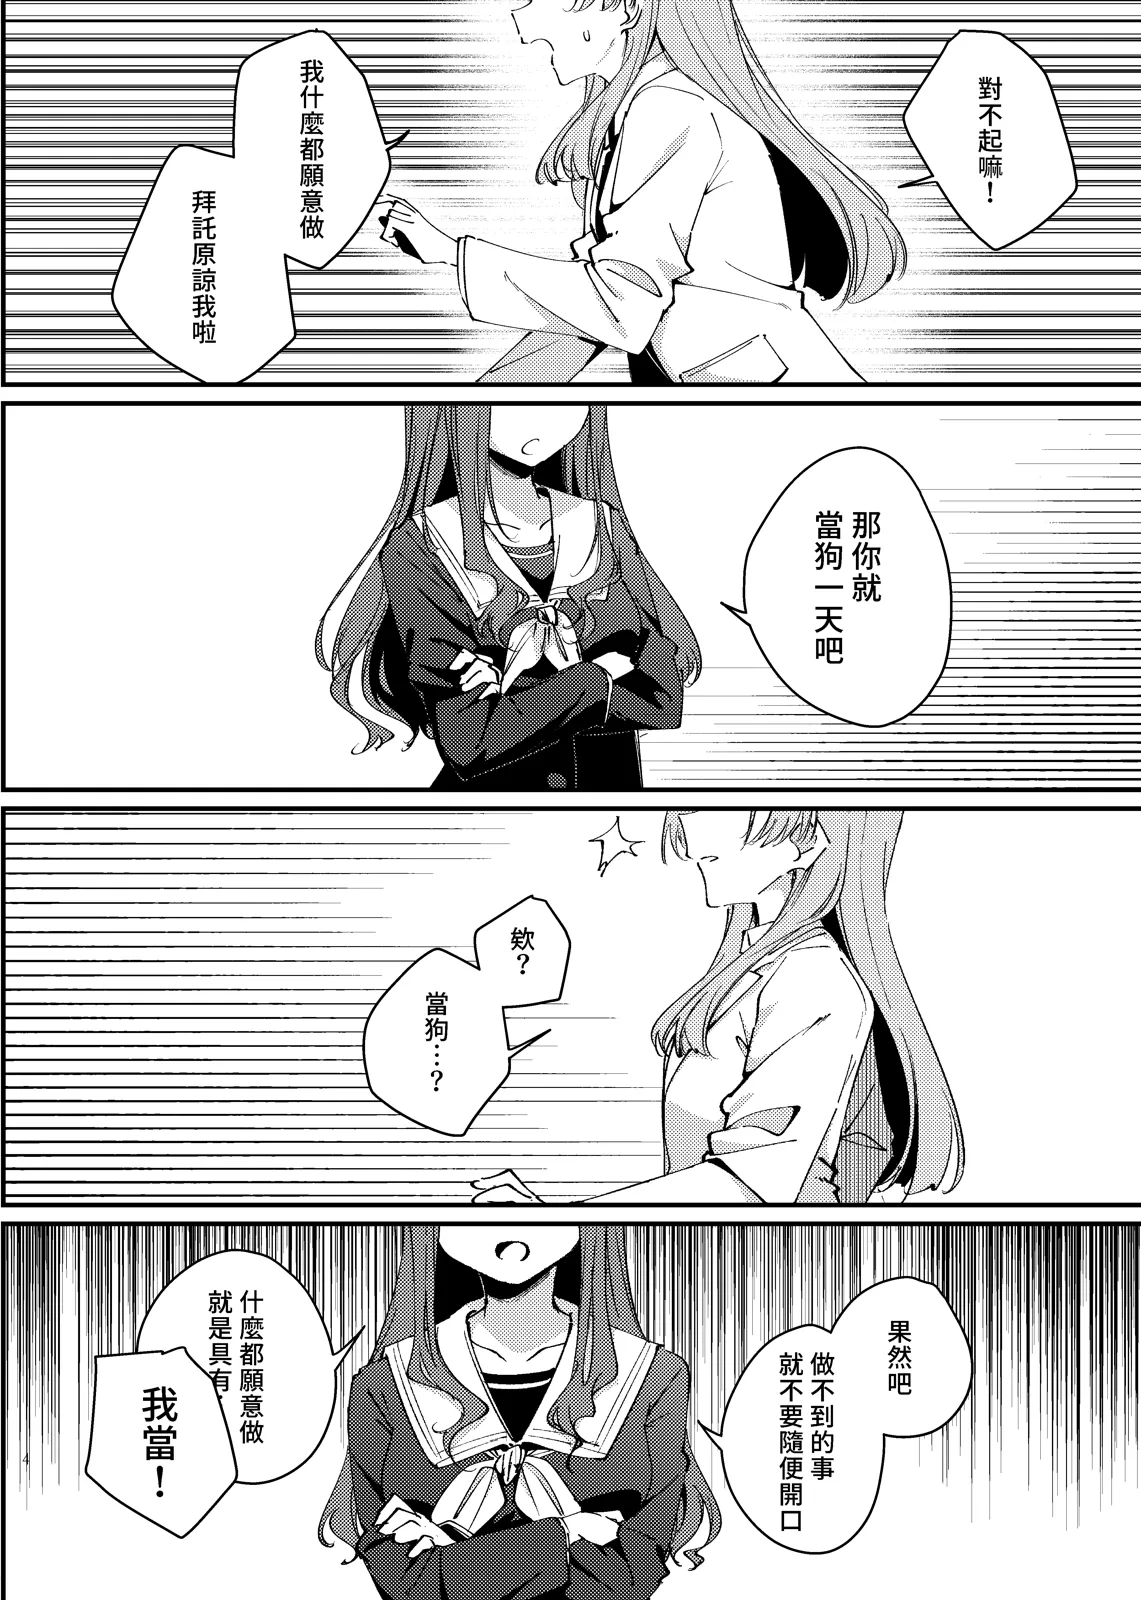 對不起嘛！
我什麼都願意做
拜託原諒我啦
那你就
當狗一天吧
欸？
當狗…？
果然吧
做不到的事
就不要隨便開口
什麼都願意做
就是具有
我當！
4